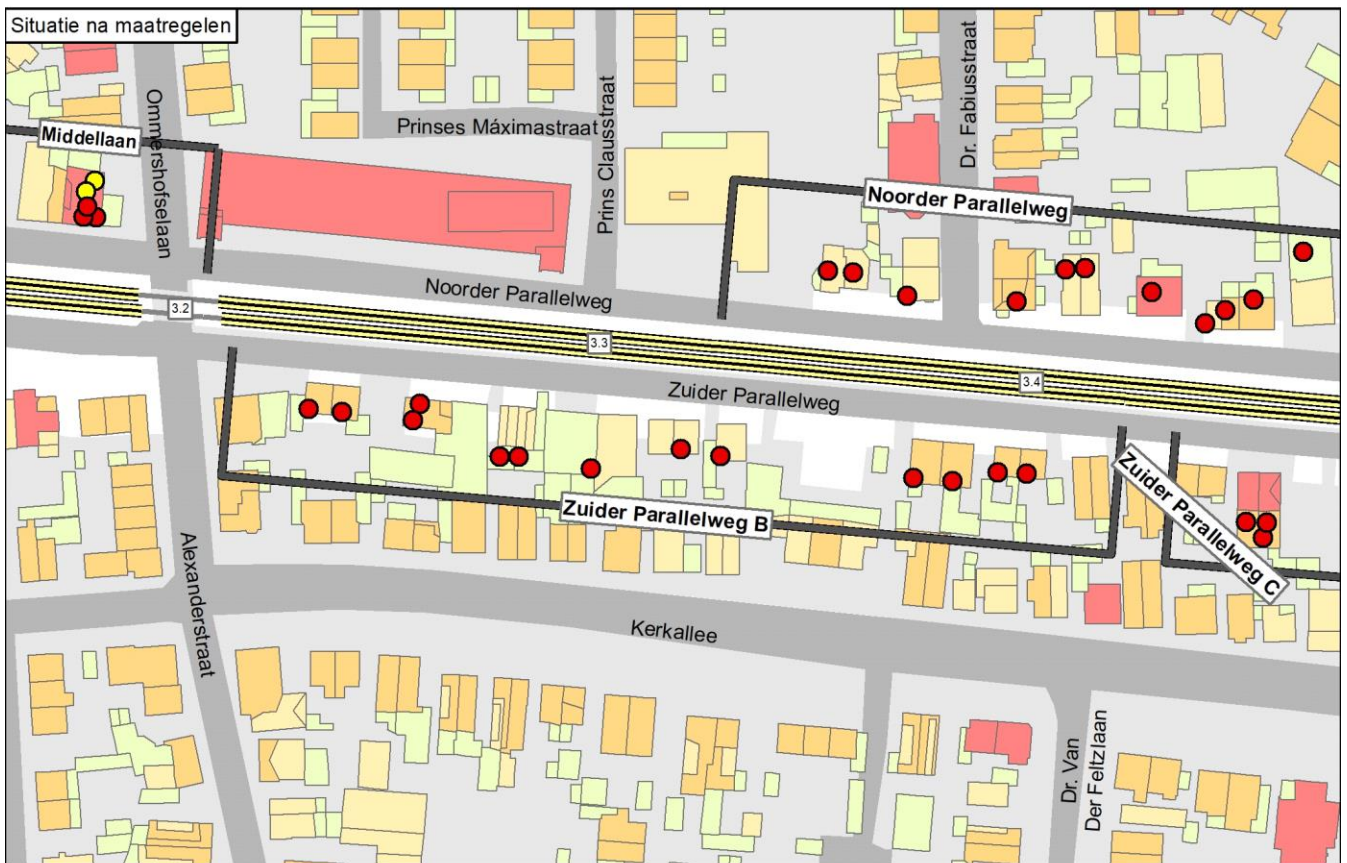 Situatie na maatregelen
Ommershofselaan
Prinses Máximastraat
Prins Clausstraat
Dr. Fabiusstraat
Middellaan
Noorder Parallelweg
Noorder Parallelweg
3.2
3.3
3.4
Zuider Parallelweg
Zuider Parallelweg B
Zuider Parallelweg C
Alexanderstraat
Kerkallee
Dr. Van
Der Feltzlaan